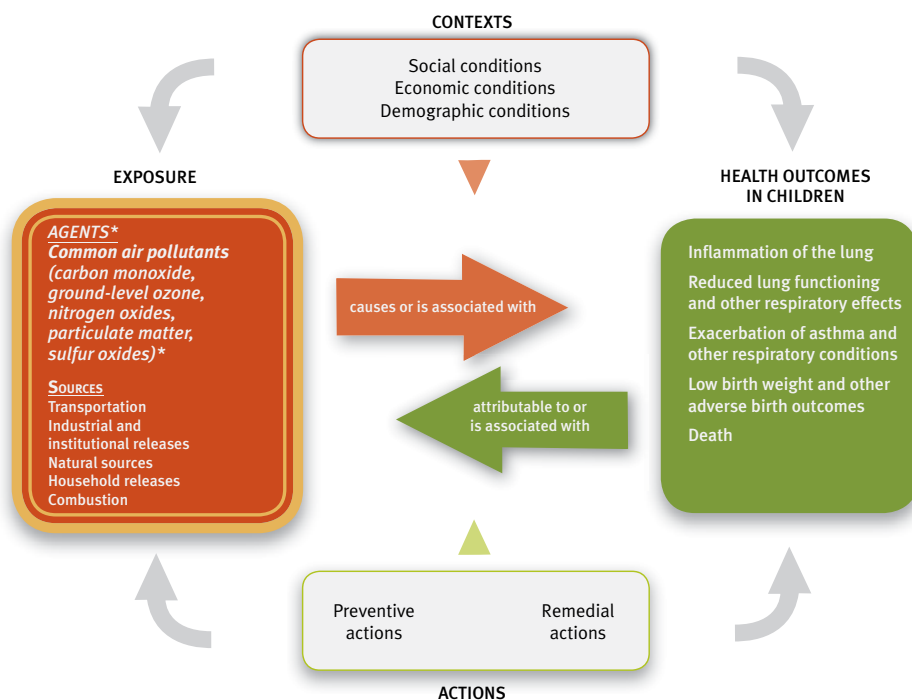 CONTEXTS
Social conditions
Economic conditions
Demographic conditions
EXPOSURE
AGENTS*
Common air pollutants
(carbon monoxide,
ground-level ozone,
nitrogen oxides,
particulate matter,
sulfur oxides)*
SOURCES
Transportation
Industrial and
institutional releases
Natural sources
Household releases
Combustion
causes or is associated with
attributable to or
is associated with
HEALTH OUTCOMES
IN CHILDREN
Inflammation of the lung
Reduced lung functioning
and other respiratory effects
Exacerbation of asthma and
other respiratory conditions
Low birth weight and other
adverse birth outcomes
Death
Preventive
actions
Remedial
actions
ACTIONS